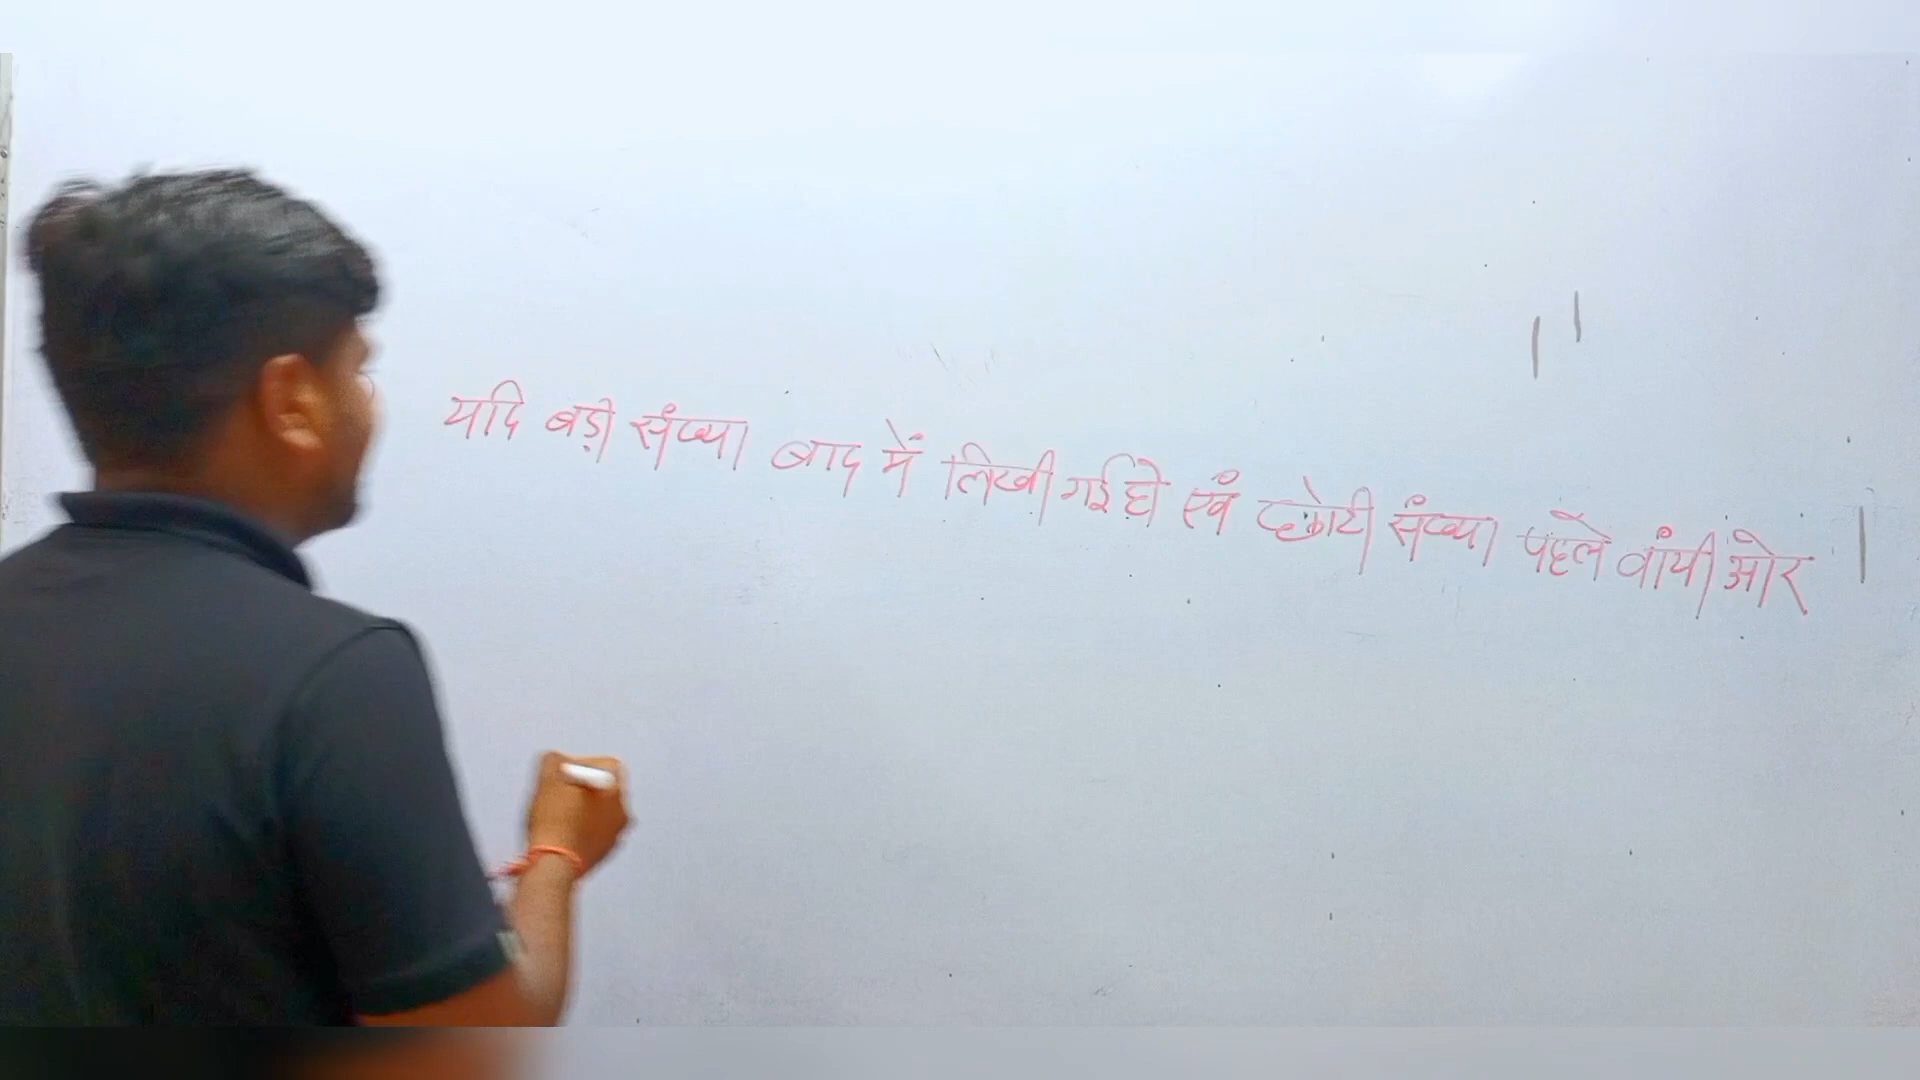 यदि बड़ी संख्या बाद में लिखी गई हो एवं छोटी संख्या पहले बांयी ओर